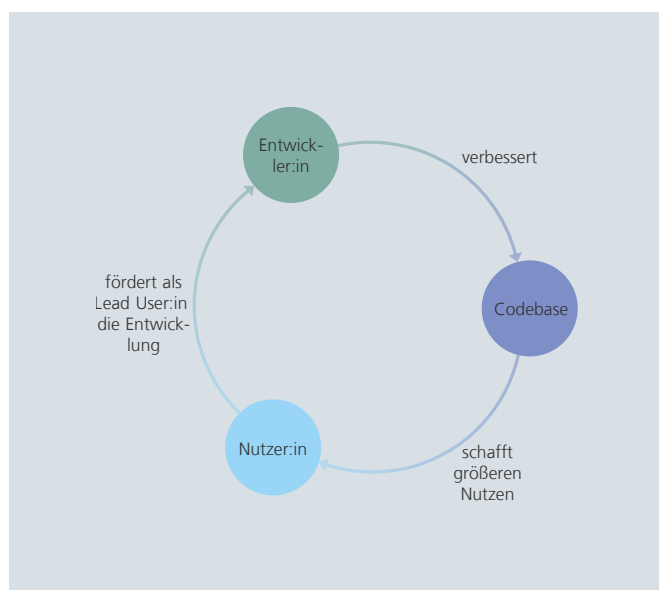 Entwick-
ler:in
verbessert
Codebase
schafft
größeren
Nutzen
Nutzer:in
fördert als
Lead User:in
die Entwick-
lung